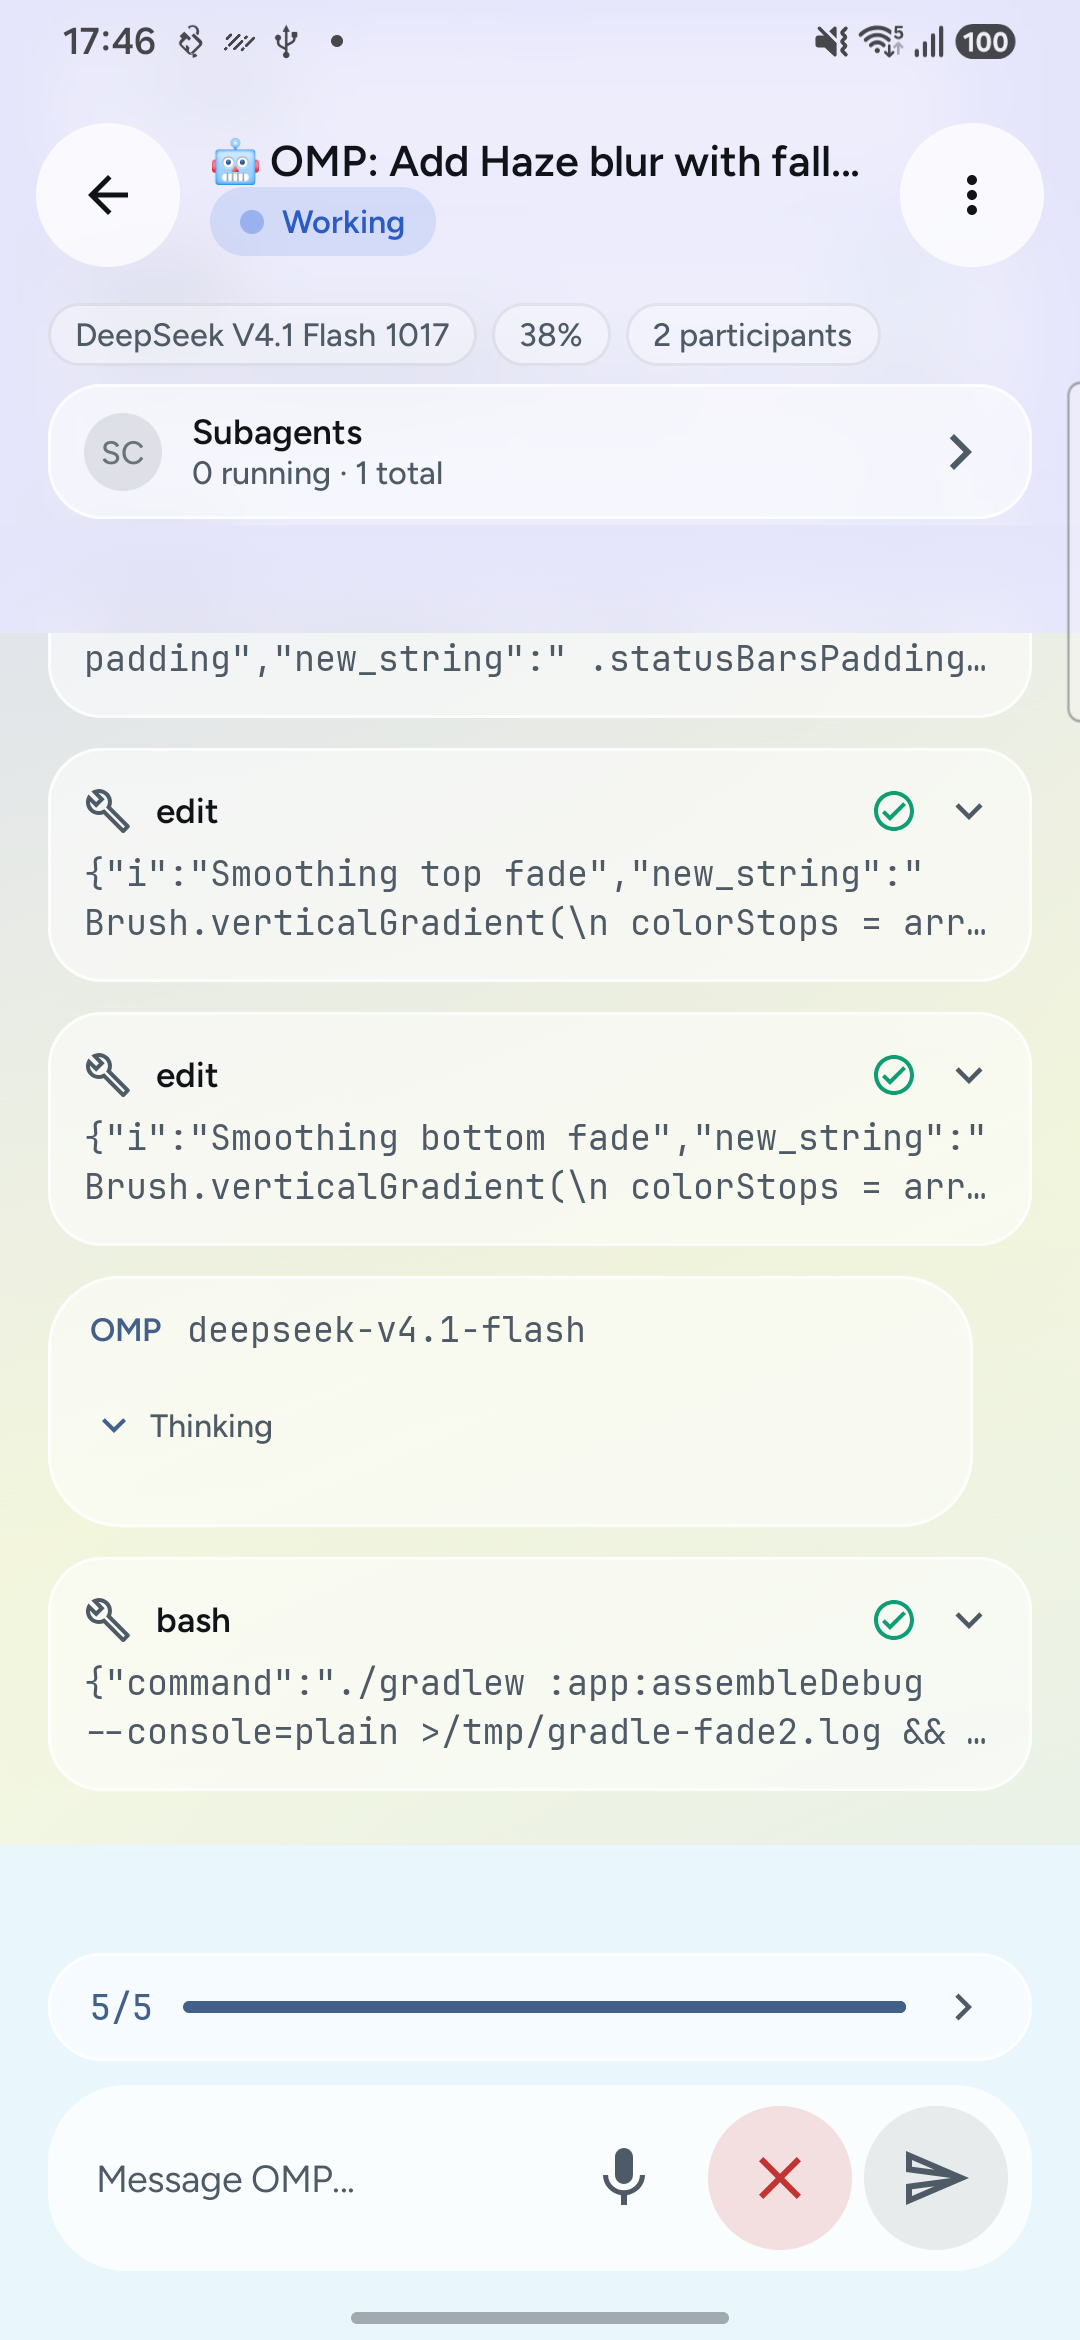 17:46
5
100
OMP: Add Haze blur with fall...
Working
DeepSeek V4.1 Flash 1017
38%
2 participants
SC
Subagents
0 running · 1 total
padding","new_string":" .statusBarsPadding…
edit
{"i":"Smoothing top fade","new_string":"
Brush.verticalGradient(\n colorStops = arr…
edit
{"i":"Smoothing bottom fade","new_string":"
Brush.verticalGradient(\n colorStops = arr…
OMP deepseek-v4.1-flash
Thinking
bash
{"command":"./gradlew :app:assembleDebug
--console=plain >/tmp/gradle-fade2.log && …
5/5
Message OMP...